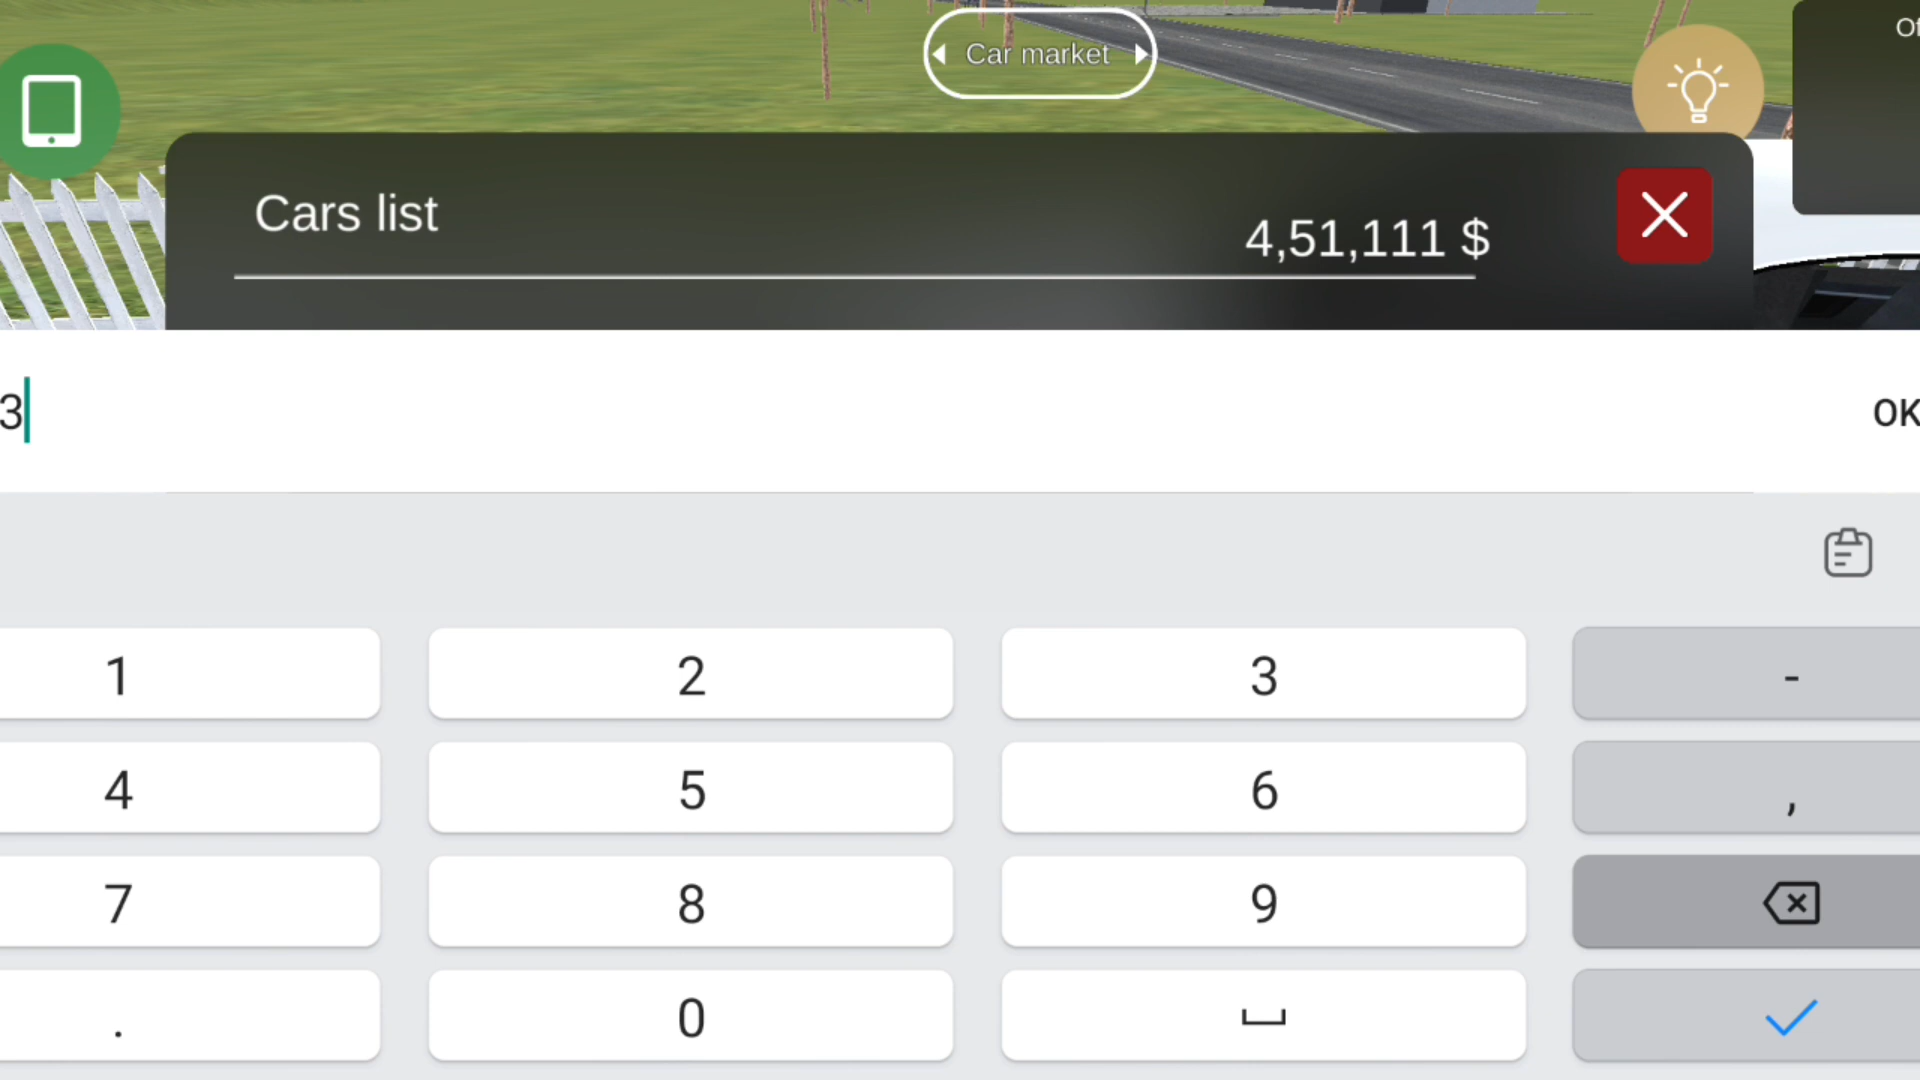 Car market
Cars list
4,51,111 $
3
OK
1 2 3 -
4 5 6 ,
7 8 9
. 0